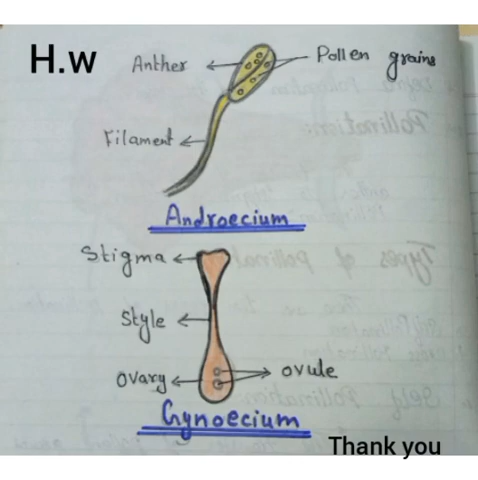 H.w
Anther
Pollen grains
Filament
Androecium
Stigma
Style
Ovary
ovule
Gynoecium
Thank you